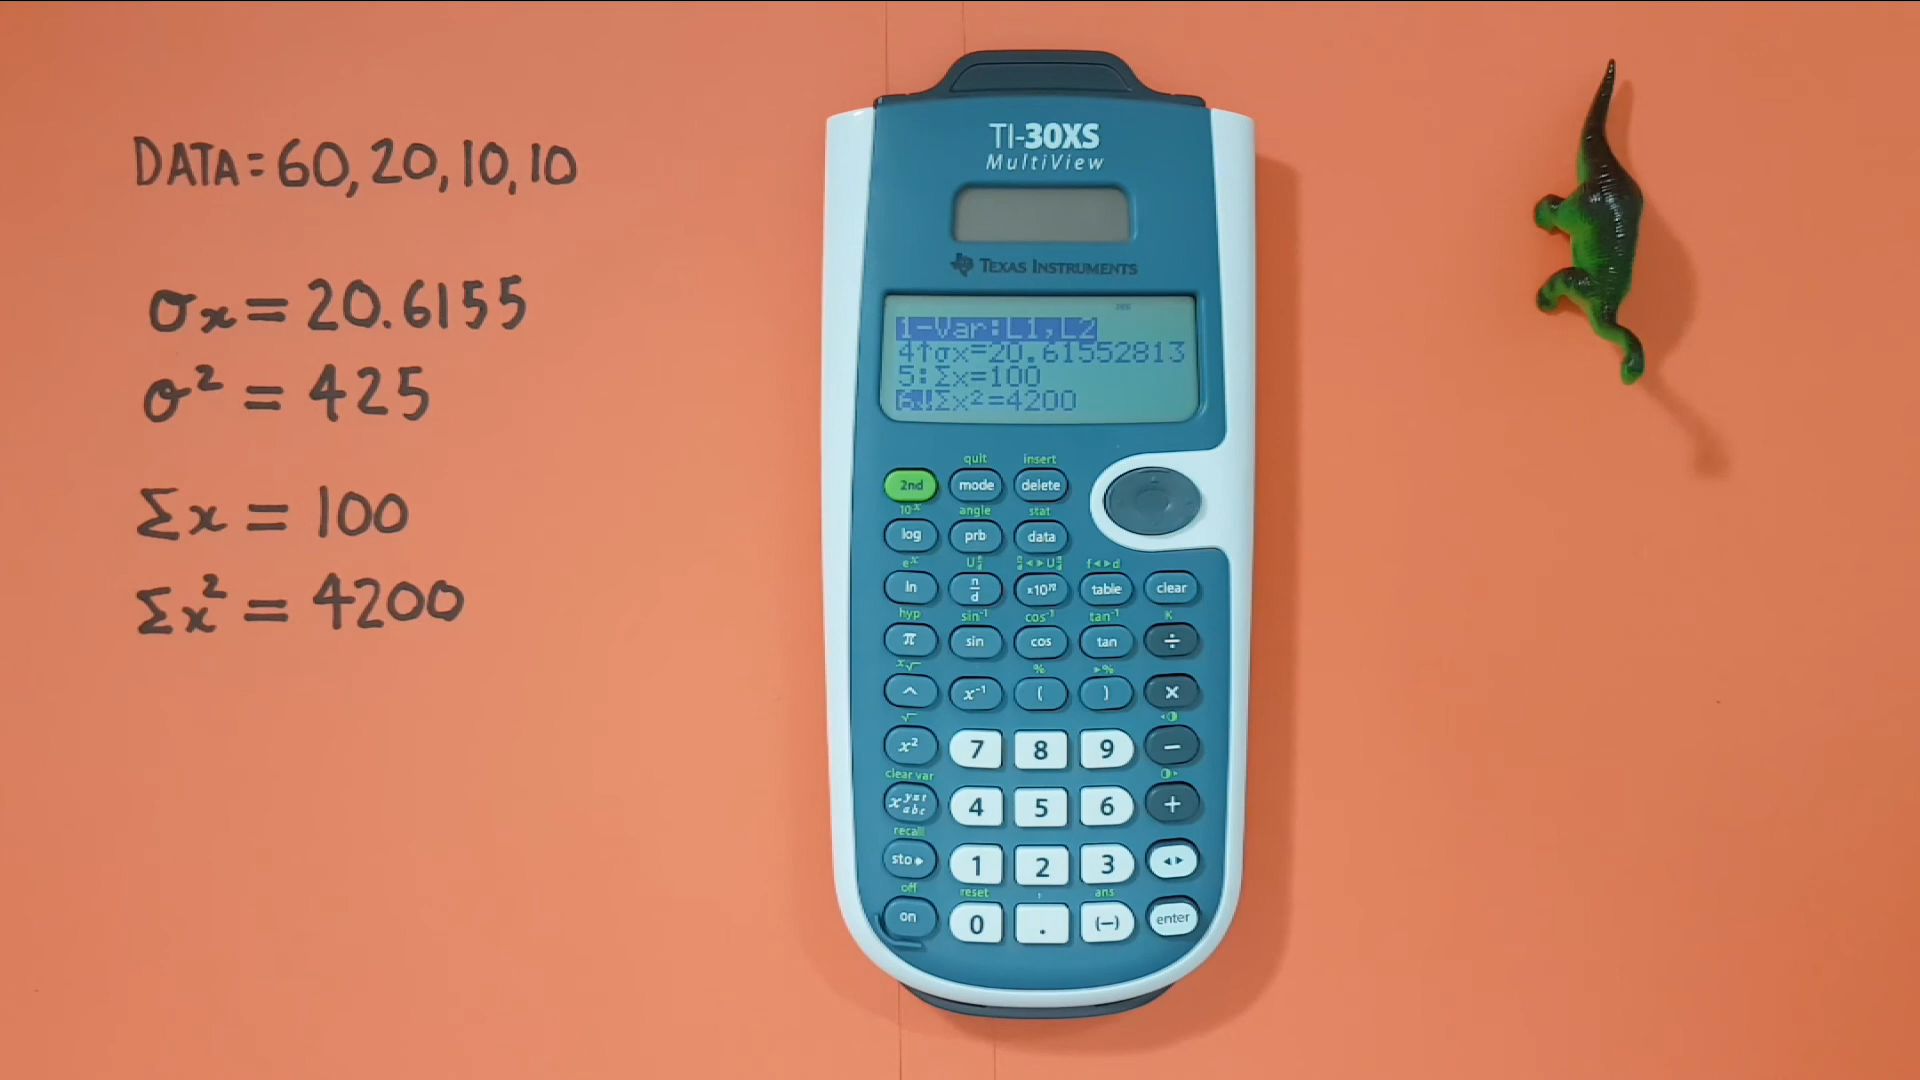 DATA = 60, 20, 10, 10
σx = 20.6155
σ² = 425
Σx = 100
Σx² = 4200
TI-30XS
MultiView
TEXAS INSTRUMENTS
1-Var:L1,L2
4↑σx=20.61552813
5:Σx=100
6↓Σx²=4200
quit insert
2nd mode delete
10ˣ angle stat
log prb data
eˣ U n/d n/d◄►U n/d f◄►d
ln n/d ×10ⁿ table clear
hyp sin⁻¹ cos⁻¹ tan⁻¹ K
π sin cos tan ÷
ˣ√ % ►%
^ x⁻¹ ( ) ×
√
x² 7 8 9 −
clear var
x yzt abc 4 5 6 +
recall
sto► 1 2 3 ◄►
off reset , ans
on 0 . (−) enter